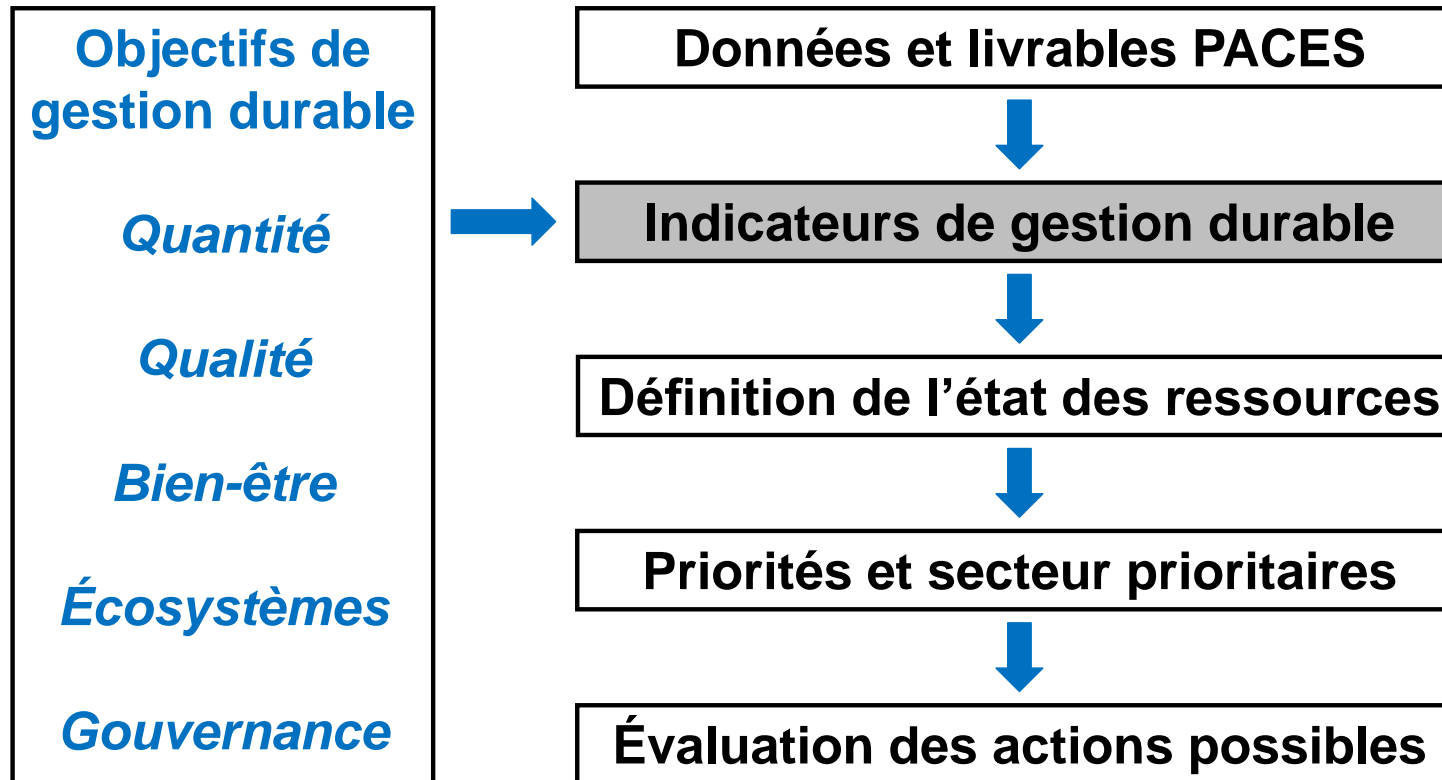 Objectifs de
gestion durable
Quantité
Qualité
Bien-être
Écosystèmes
Gouvernance
Données et livrables PACES
Indicateurs de gestion durable
Définition de l’état des ressources
Priorités et secteur prioritaires
Évaluation des actions possibles